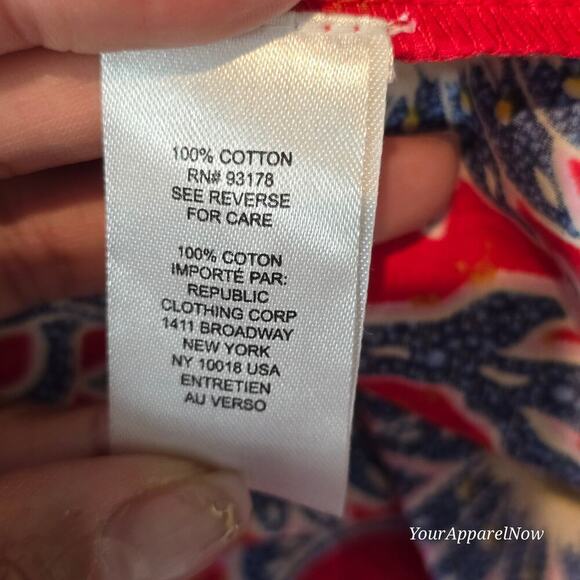 100% COTTON
RN# 93178
SEE REVERSE
FOR CARE
100% COTON
IMPORTÉ PAR:
REPUBLIC
CLOTHING CORP
1411 BROADWAY
NEW YORK
NY 10018 USA
ENTRETIEN
AU VERSO
YourApparelNow